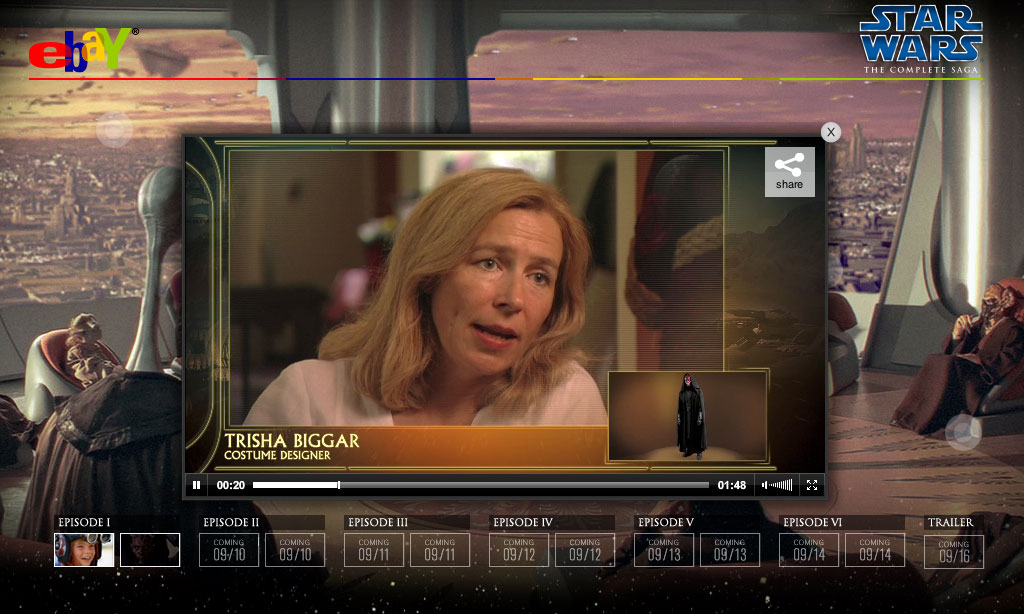 ebaY®
STAR
WARS
THE COMPLETE SAGA
X
share
TRISHA BIGGAR
COSTUME DESIGNER
00:20
01:48
EPISODE I
EPISODE II
EPISODE III
EPISODE IV
EPISODE V
EPISODE VI
TRAILER
COMING
09/10
COMING
09/10
COMING
09/11
COMING
09/11
COMING
09/12
COMING
09/12
COMING
09/13
COMING
09/13
COMING
09/14
COMING
09/14
COMING
09/16